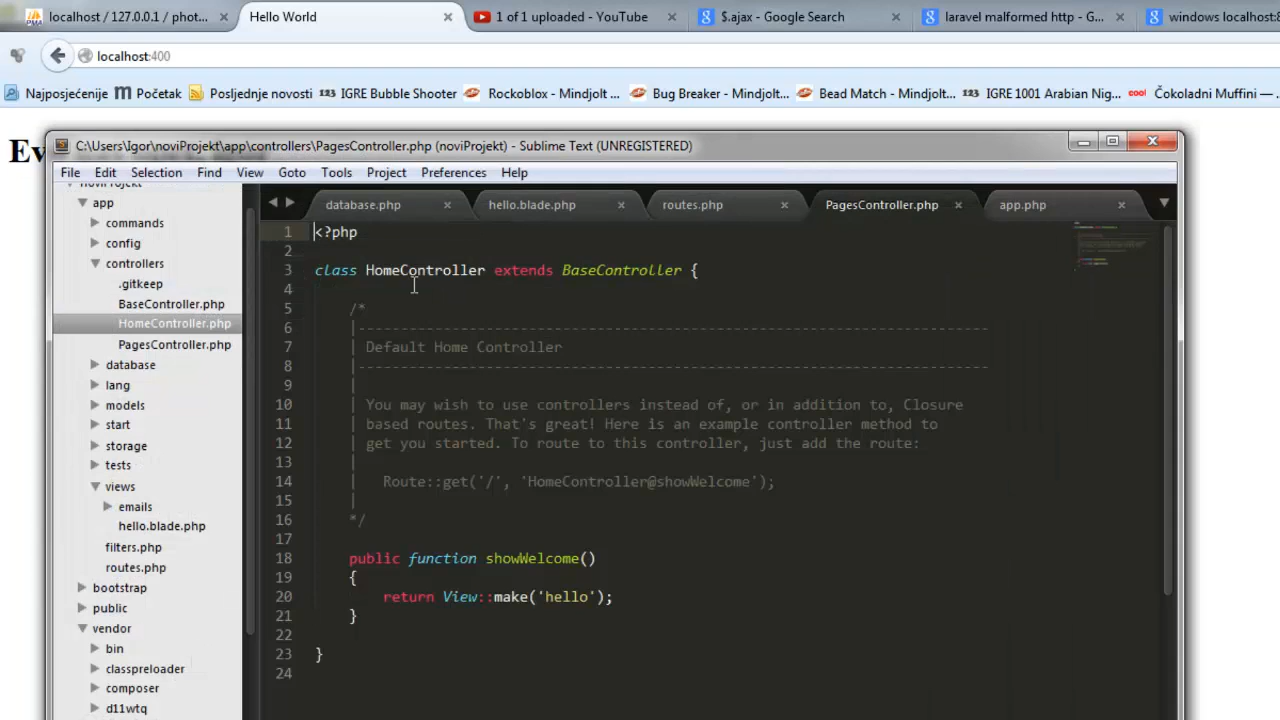 localhost / 127.0.0.1 / phot...
Hello World
1 of 1 uploaded - YouTube
$.ajax - Google Search
laravel malformed http - G...
windows localhost:8
localhost:400
Najposjećenije
Početak
Posljednje novosti
123 IGRE Bubble Shooter
Rockoblox - Mindjolt...
Bug Breaker - Mindjolt...
Bead Match - Mindjolt...
123 IGRE 1001 Arabian Nig...
cool Čokoladni Muffini —...
C:\Users\Igor\noviProjekt\app\controllers\PagesController.php (noviProjekt) - Sublime Text (UNREGISTERED)
File Edit Selection Find View Goto Tools Project Preferences Window Help
noviProjekt
app
commands
config
controllers
.gitkeep
BaseController.php
HomeController.php
PagesController.php
database
lang
models
start
storage
tests
views
emails
hello.blade.php
filters.php
routes.php
bootstrap
public
vendor
bin
classpreloader
composer
d11wtq
database.php
hello.blade.php
routes.php
PagesController.php
app.php
1 <?php
2
3 class HomeController extends BaseController {
4
5 /*
6 |--------------------------------------------------------------------------
7 | Default Home Controller
8 |--------------------------------------------------------------------------
9 |
10 | You may wish to use controllers instead of, or in addition to, Closure
11 | based routes. That's great! Here is an example controller method to
12 | get you started. To route to this controller, just add the route:
13 |
14 | Route::get('/', 'HomeController@showWelcome');
15 |
16 */
17
18 public function showWelcome()
19 {
20 return View::make('hello');
21 }
22
23 }
24